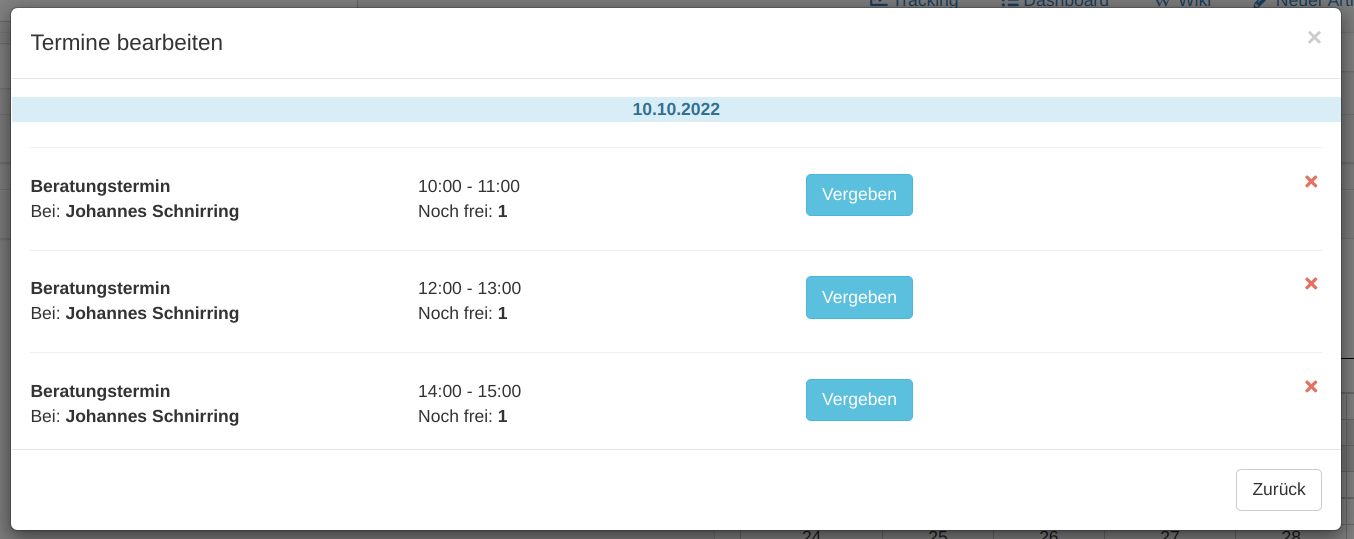 Tracking Dashboard Wiki Neuer Arti
Termine bearbeiten ×
10.10.2022
Beratungstermin 10:00 - 11:00 Vergeben
Bei: Johannes Schnirring Noch frei: 1
Beratungstermin 12:00 - 13:00 Vergeben
Bei: Johannes Schnirring Noch frei: 1
Beratungstermin 14:00 - 15:00 Vergeben
Bei: Johannes Schnirring Noch frei: 1
Zurück
24 25 26 27 28